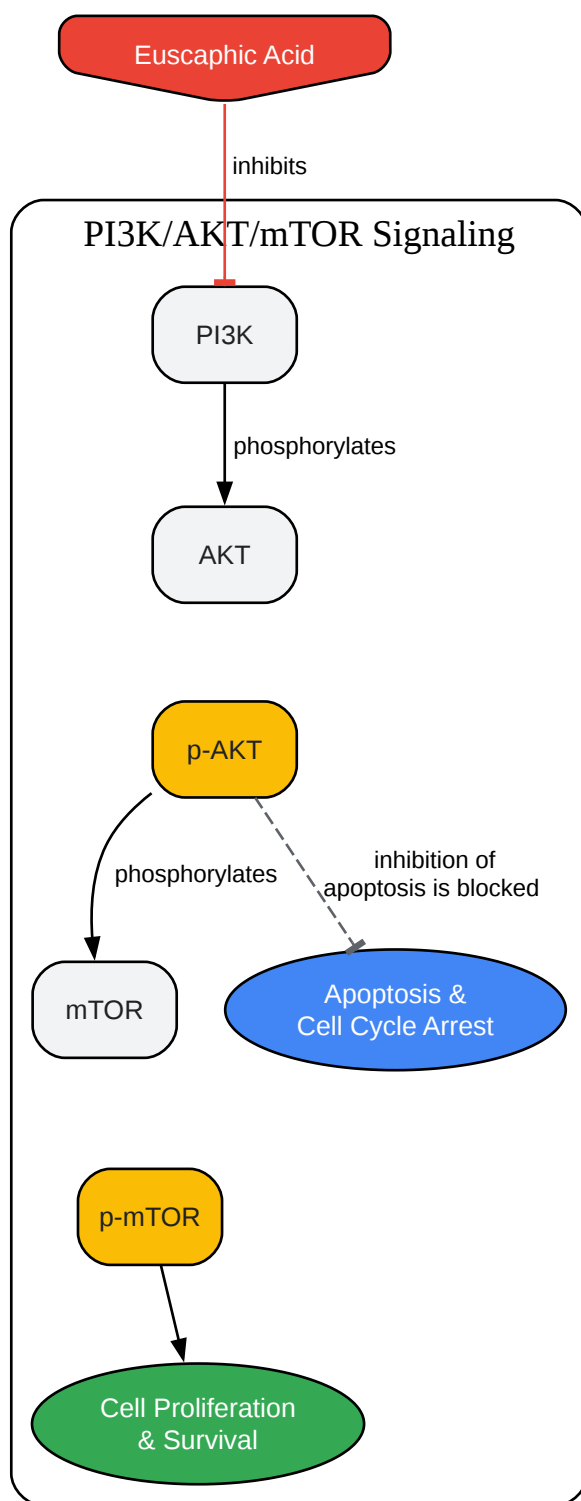 Euscaphic Acid
inhibits
PI3K/AKT/mTOR Signaling
PI3K
phosphorylates
AKT
p-AKT
phosphorylates
inhibition of
apoptosis is blocked
mTOR
Apoptosis &
Cell Cycle Arrest
p-mTOR
Cell Proliferation
& Survival